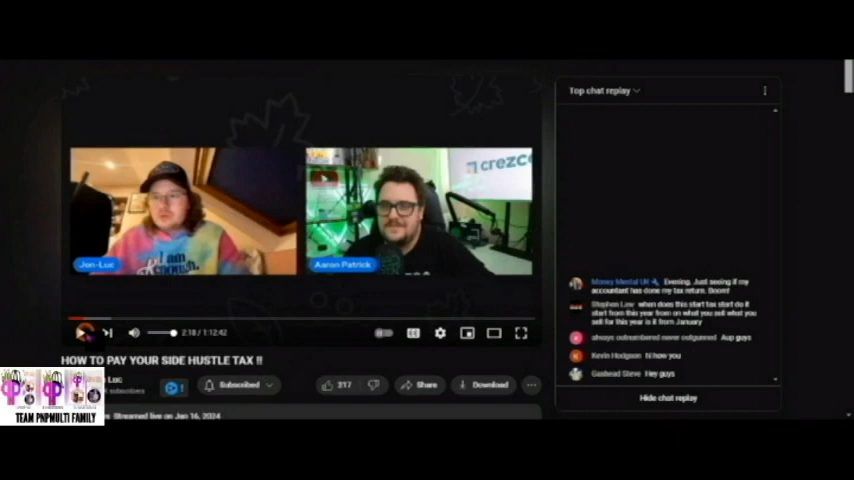 Top chat replay
crezco
I am
Jon-Luc
Aaron Patrick
Money Mental UK Evening, Just seeing if my
accountant has done my tax return. Boom!
Stephen Law when does this start tax start do it
start from this year from on what you sell what you
sell for this year is it from January
always outnumbered never outgunned Aup guys
Kevin Hodgson hi how you
Gashead Steve Hey guys
2:18 / 1:12:42
HOW TO PAY YOUR SIDE HUSTLE TAX !!
Luc
subscribers
Subscribed
217
Share
Download
Hide chat replay
TEAM PNPMULTI FAMILY
Streamed live on Jan 16, 2024